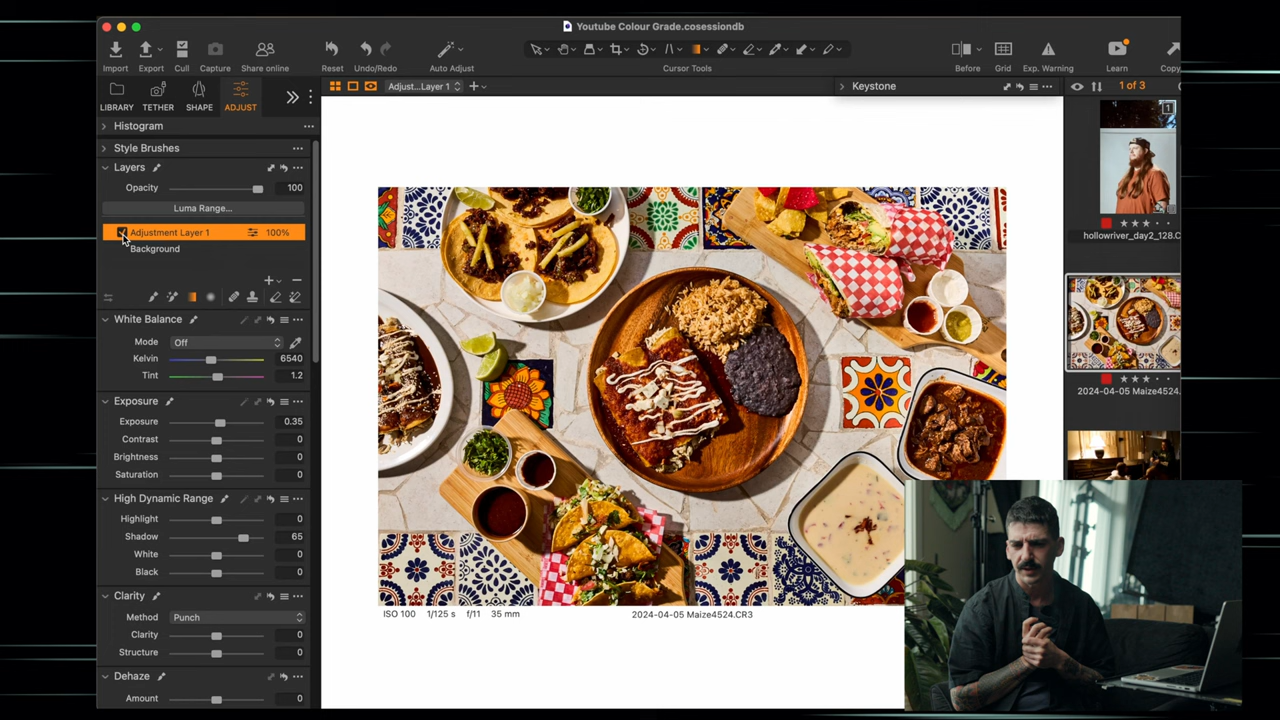 Youtube Colour Grade.cosessiondb
Import Export Cull Capture Share online Reset Undo/Redo Auto Adjust Cursor Tools Before Grid Exp. Warning Learn Copy
LIBRARY TETHER SHAPE ADJUST
Adjust...Layer 1
Keystone
1 of 3
Histogram
Style Brushes
Layers
Opacity 100
Luma Range...
Adjustment Layer 1 100%
Background
White Balance
Mode Off
Kelvin 6540
Tint 1.2
Exposure
Exposure 0.35
Contrast 0
Brightness 0
Saturation 0
High Dynamic Range
Highlight 0
Shadow 65
White 0
Black 0
Clarity
Method Punch
Clarity 0
Structure 0
Dehaze
Amount 0
ISO 100 1/125 s f/11 35 mm
2024-04-05 Maize4524.CR3
1
hollowriver_day2_128.C
2024-04-05 Maize4524.C